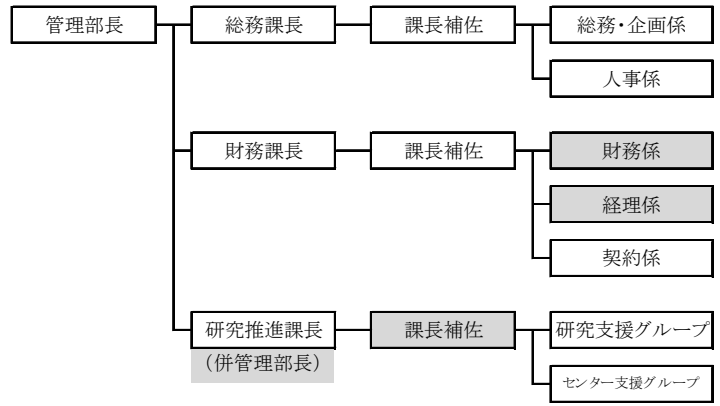 管理部長
総務課長
課長補佐
総務・企画係
人事係
財務課長
課長補佐
財務係
経理係
契約係
研究推進課長
(併管理部長)
課長補佐
研究支援グループ
センター支援グループ